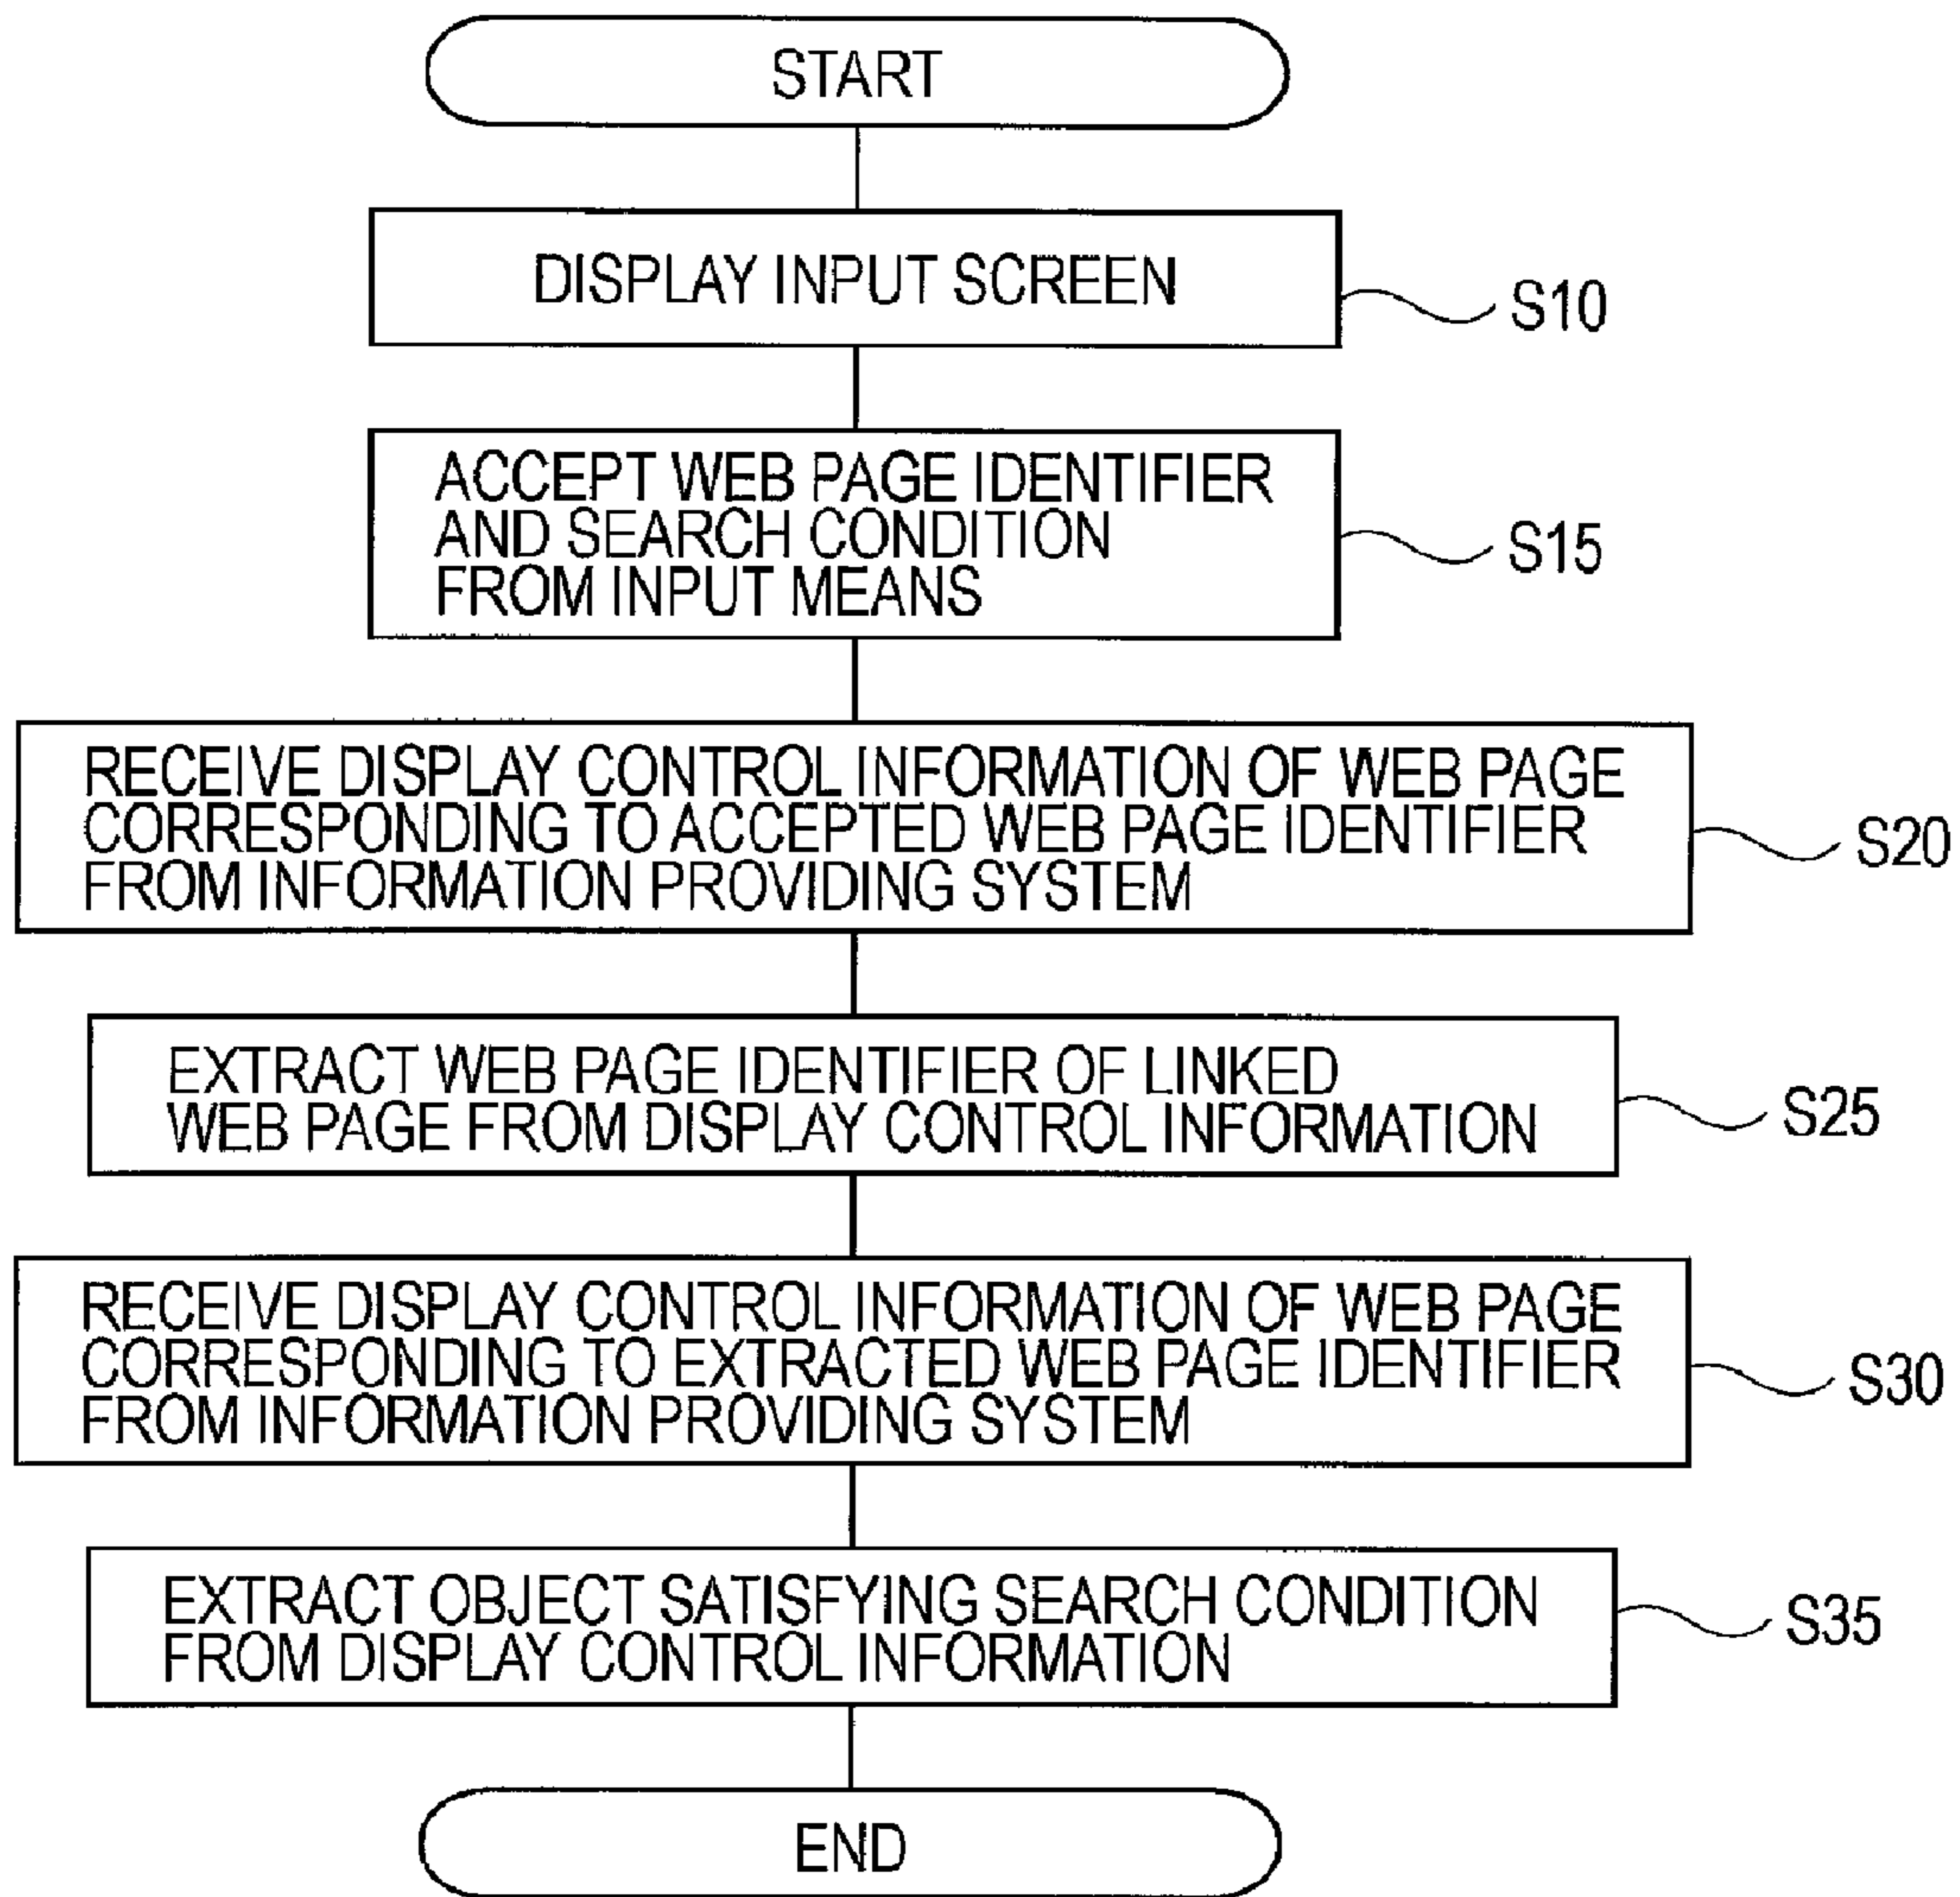 START
DISPLAY INPUT SCREEN
S10
ACCEPT WEB PAGE IDENTIFIER
AND SEARCH CONDITION
FROM INPUT MEANS
S15
RECEIVE DISPLAY CONTROL INFORMATION OF WEB PAGE
CORRESPONDING TO ACCEPTED WEB PAGE IDENTIFIER
FROM INFORMATION PROVIDING SYSTEM
S20
EXTRACT WEB PAGE IDENTIFIER OF LINKED
WEB PAGE FROM DISPLAY CONTROL INFORMATION
S25
RECEIVE DISPLAY CONTROL INFORMATION OF WEB PAGE
CORRESPONDING TO EXTRACTED WEB PAGE IDENTIFIER
FROM INFORMATION PROVIDING SYSTEM
S30
EXTRACT OBJECT SATISFYING SEARCH CONDITION
FROM DISPLAY CONTROL INFORMATION
S35
END